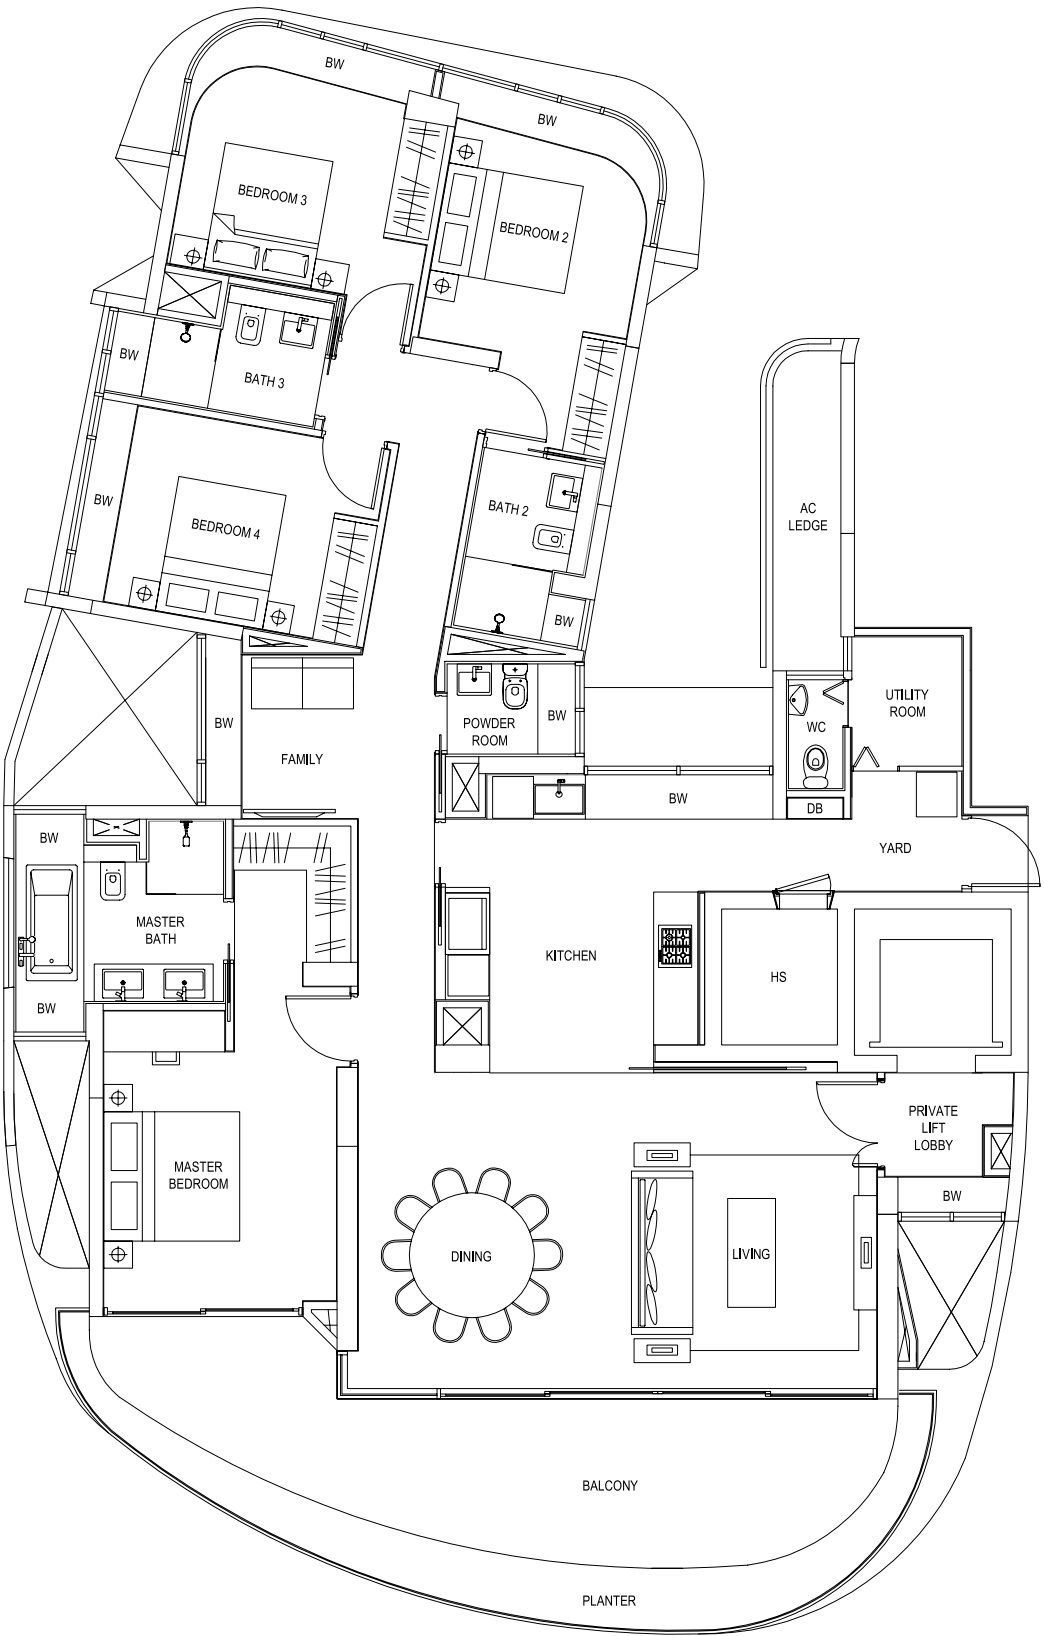 BW
BW
BEDROOM 3
BEDROOM 2
BW
BATH 3
BW
BEDROOM 4
BATH 2
AC
LEDGE
BW
UTILITY
ROOM
BW
FAMILY
POWDER
ROOM
BW
WC
BW
DB
BW
YARD
MASTER
BATH
KITCHEN
HS
BW
PRIVATE
LIFT
LOBBY
MASTER
BEDROOM
BW
DINING
LIVING
BALCONY
PLANTER